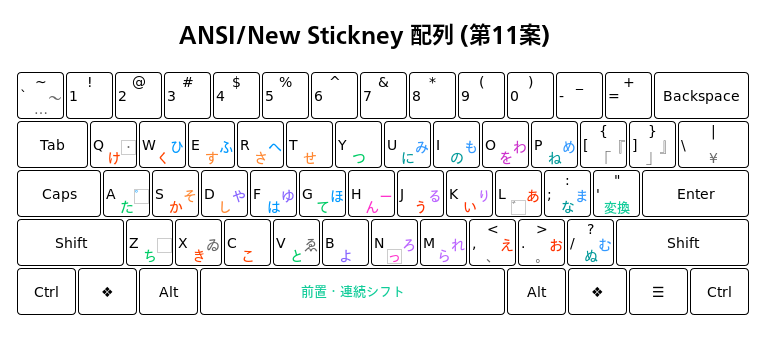 ANSI/New Stickney 配列 (第11案)
~ ! @ # $ % ^ & * ( ) _ +
` 〜 1 2 3 4 5 6 7 8 9 0 - = Backspace
…
{ } |
Tab Q ・ W ひ E ふ R へ T Y U み I も O わ P め [ 『 ] 』 \
け く す さ せ つ に の を ね 「 」 ¥
: "
Caps A ゜ S そ D や F ゆ G ほ H ー J る K り L あ ; ま ' Enter
た か し は て ん う い ゛ な 変換
< > ?
Shift Z X ゐ C V ゑ B N ろ M れ , え . お / む Shift
ち き こ と よ っ ら 、 。 ぬ
Ctrl ❖ Alt 前置・連続シフト Alt ❖ ☰ Ctrl